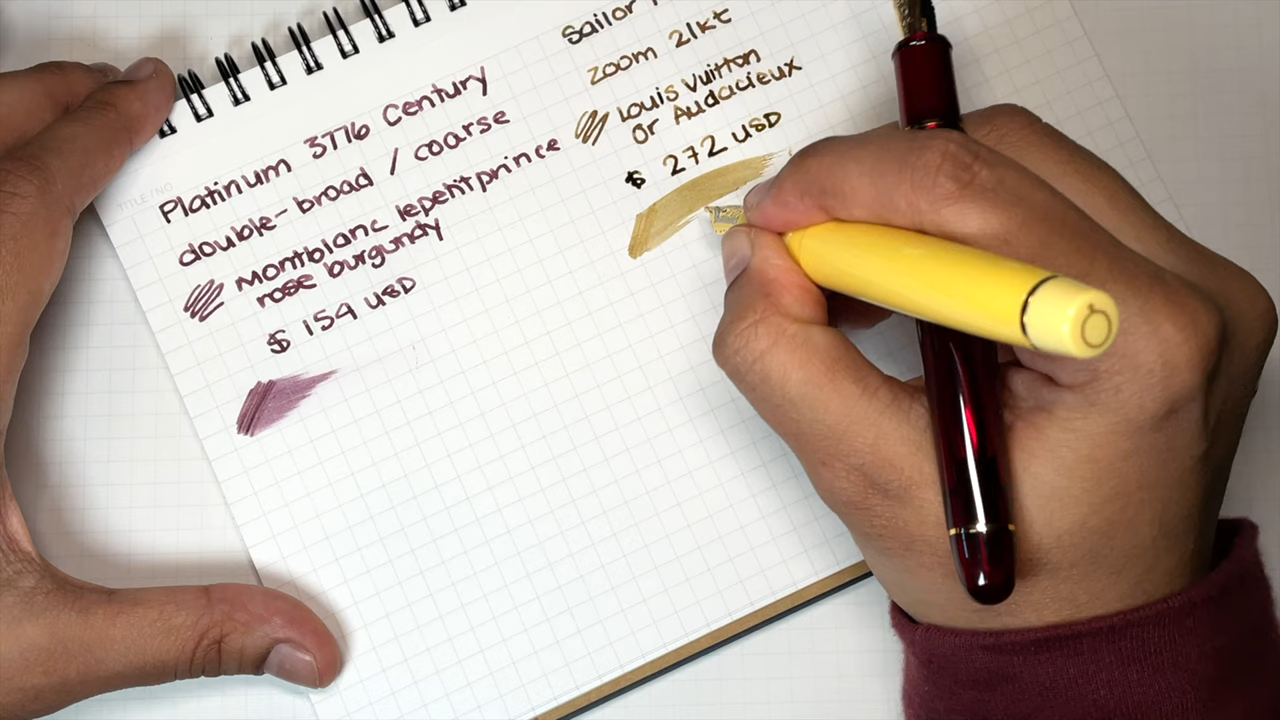 TITLE/NO
Platinum 3776 Century
double-broad / coarse
Montblanc lepetitprince
rose burgundy
$ 159 USD
Sailor
zoom 21kt
Louis Vuitton
Or Audacieux
$ 272 USD